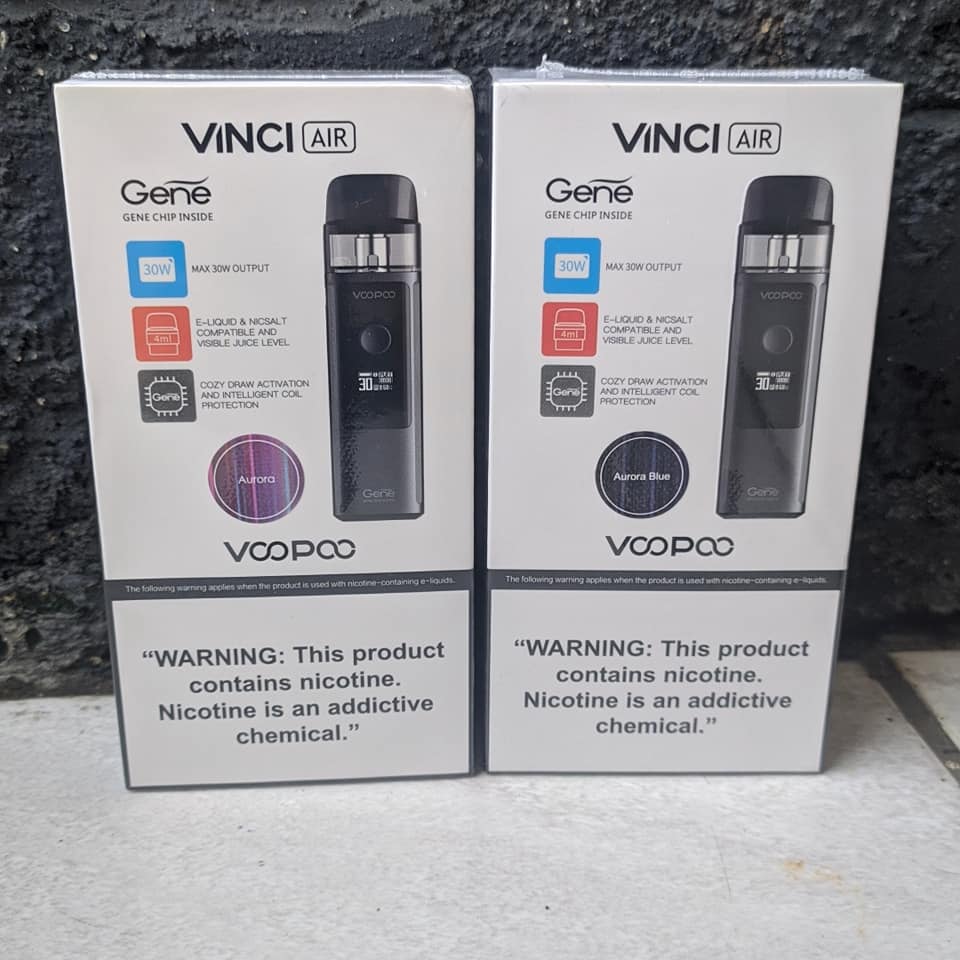 VINCI AIR
Gene
GENE CHIP INSIDE
30W
MAX 30W OUTPUT
4ml
E-LIQUID & NICSALT
COMPATIBLE AND
VISIBLE JUICE LEVEL
Gene
COZY DRAW ACTIVATION
AND INTELLIGENT COIL
PROTECTION
Aurora
VOOPOO
30
Gene
VOOPOO
The following warning applies when the product is used with nicotine-containing e-liquids.
“WARNING: This product
contains nicotine.
Nicotine is an addictive
chemical.”
VINCI AIR
Gene
GENE CHIP INSIDE
30W
MAX 30W OUTPUT
4ml
E-LIQUID & NICSALT
COMPATIBLE AND
VISIBLE JUICE LEVEL
Gene
COZY DRAW ACTIVATION
AND INTELLIGENT COIL
PROTECTION
Aurora Blue
VOOPOO
30
Gene
VOOPOO
The following warning applies when the product is used with nicotine-containing e-liquids.
“WARNING: This product
contains nicotine.
Nicotine is an addictive
chemical.”